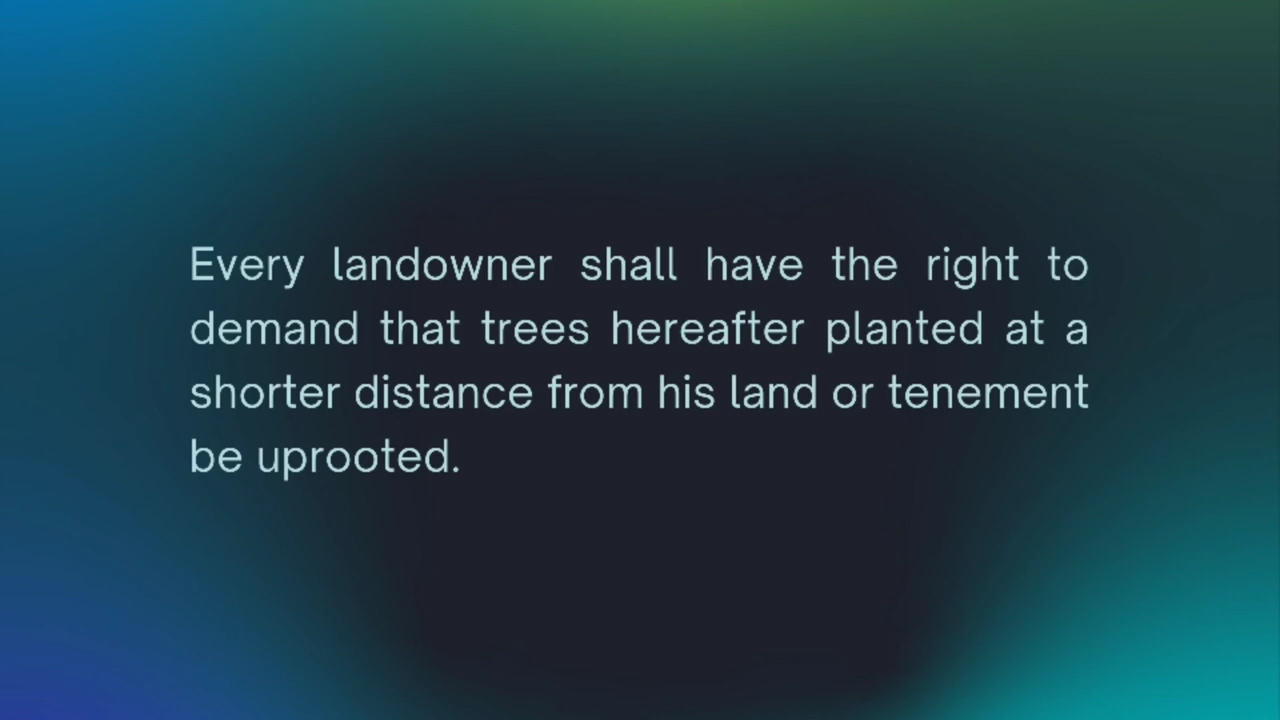 Every landowner shall have the right to
demand that trees hereafter planted at a
shorter distance from his land or tenement
be uprooted.